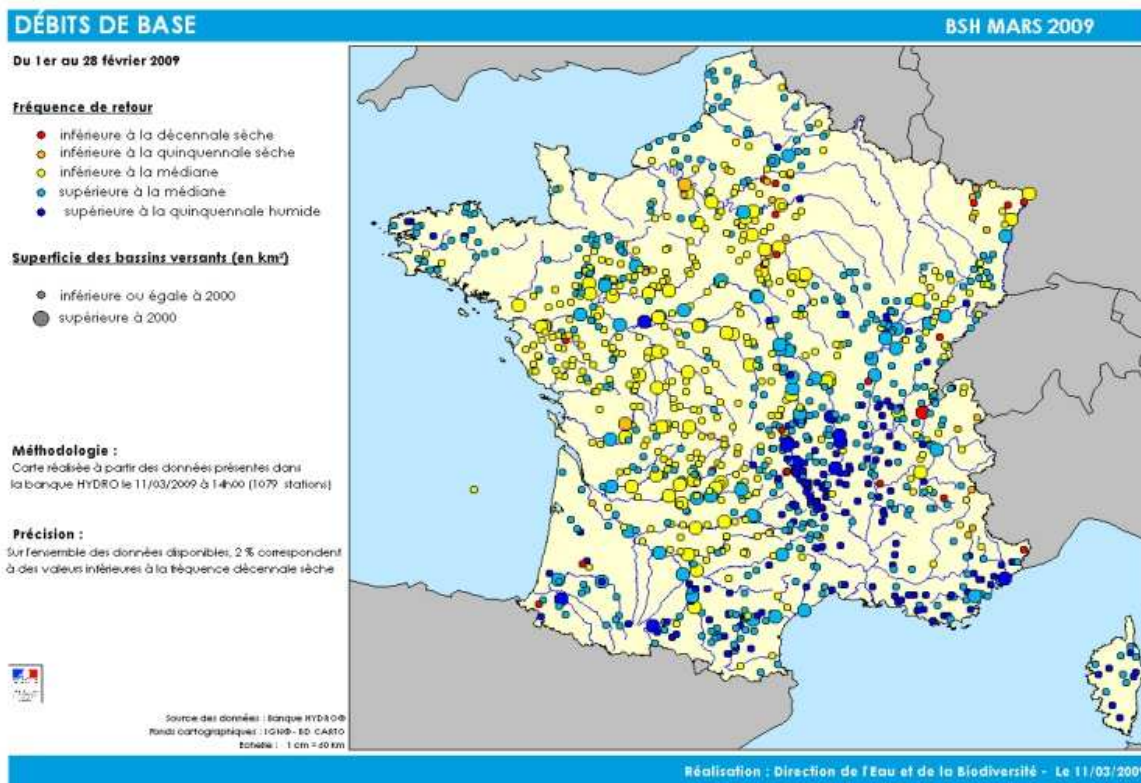 DÉBITS DE BASE
BSH MARS 2009
Du 1er au 28 février 2009
Fréquence de retour
inférieure à la décennale sèche
inférieure à la quinquennale sèche
inférieure à la médiane
supérieure à la médiane
supérieure à la quinquennale humide
Superficie des bassins versants (en km²)
inférieure ou égale à 2000
supérieure à 2000
Méthodologie :
Carte réalisée à partir des données présentes dans
la banque HYDRO le 11/03/2009 à 14h00 (1079 stations)
Précision :
Sur l'ensemble des données disponibles, 2 % correspondent
à des valeurs inférieures à la fréquence décennale sèche
Source des données : Banque HYDRO®
Fonds cartographiques : IGN® - BD CARTO
Echelle : 1 cm = 60 km
Réalisation : Direction de l'Eau et de la Biodiversité - Le 11/03/2009